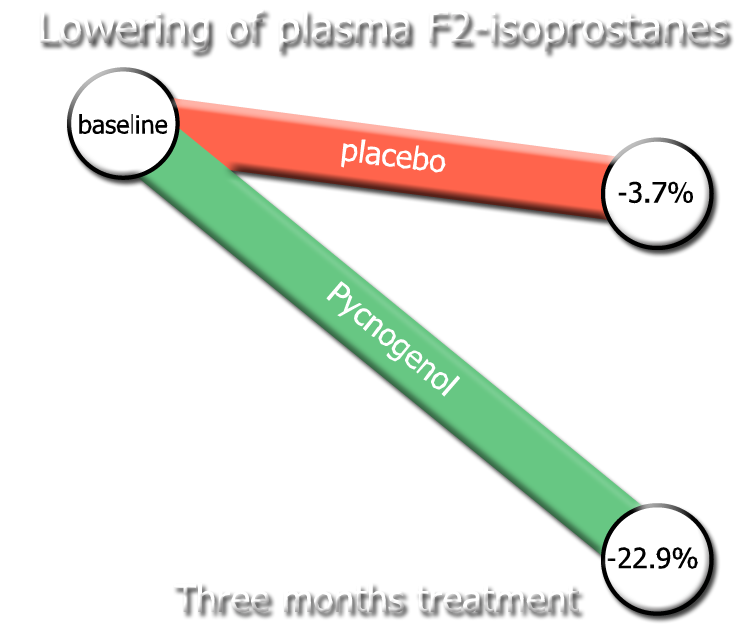 Lowering of plasma F2-isoprostanes
baseline
placebo
-3.7%
Pycnogenol
-22.9%
Three months treatment